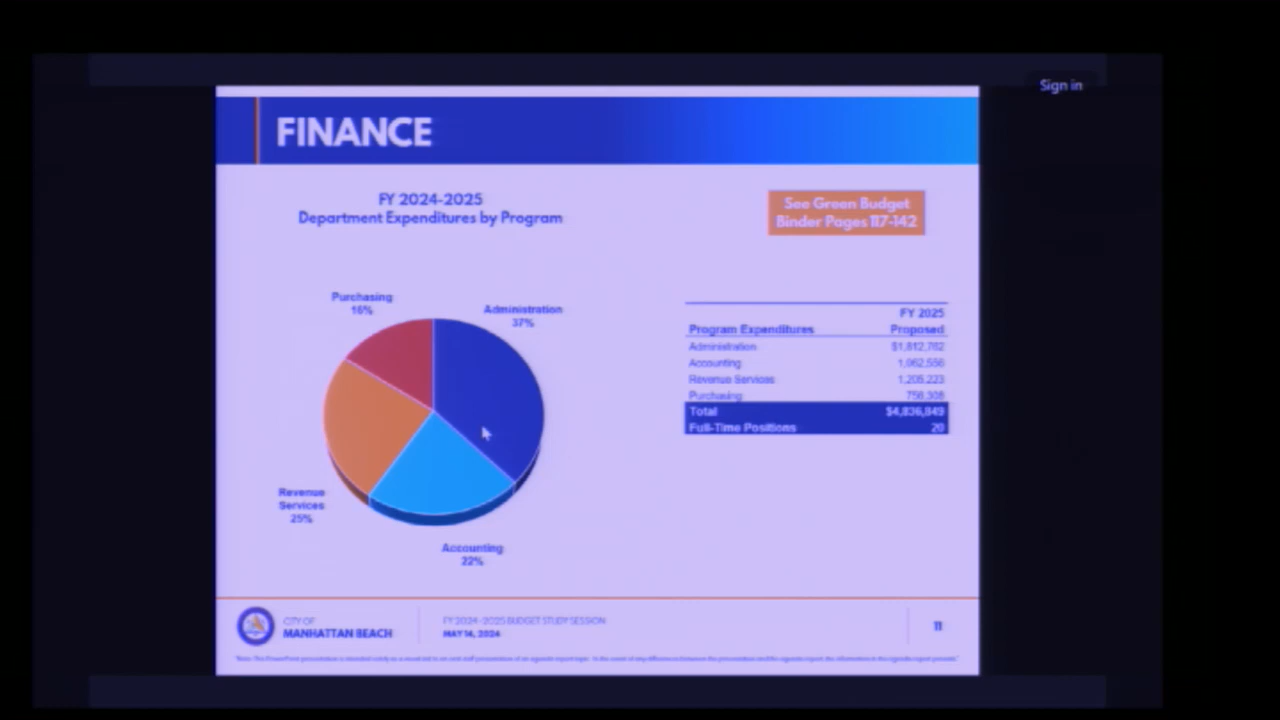 Sign in
FINANCE
FY 2024-2025
Department Expenditures by Program
See Green Budget
Binder Pages 117-142
Purchasing
16%
Administration
37%
Revenue
Services
25%
Accounting
22%
FY 2025
Program Expenditures Proposed
Administration $1,812,762
Accounting 1,062,556
Revenue Services 1,205,223
Purchasing 756,308
Total $4,836,849
Full-Time Positions 20
CITY OF
MANHATTAN BEACH
FY 2024-2025 BUDGET STUDY SESSION
MAY 14, 2024
11